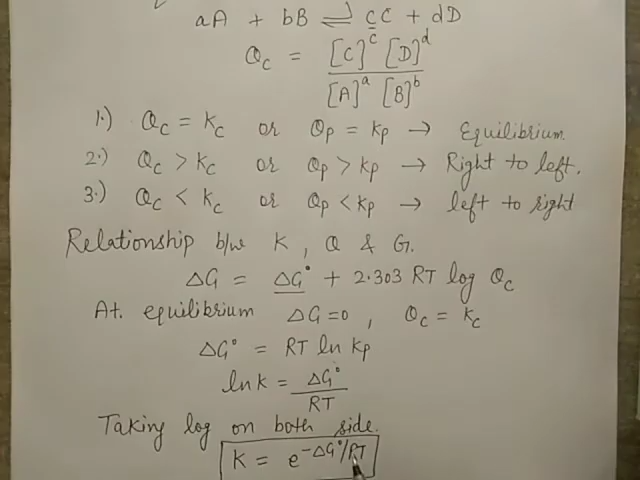 aA + bB ⇌ cC + dD
Qc = [C]^c [D]^d / [A]^a [B]^b
1.) Qc = Kc or Qp = Kp → Equilibrium.
2.) Qc > Kc or Qp > Kp → Right to left.
3.) Qc < Kc or Qp < Kp → left to right
Relationship b/w K, Q & G.
ΔG = ΔG° + 2.303 RT log Qc
At. equilibrium ΔG=0, Qc = Kc
ΔG° = RT ln Kp
ln K = ΔG° / RT
Taking log on both side.
K = e^-ΔG°/RT